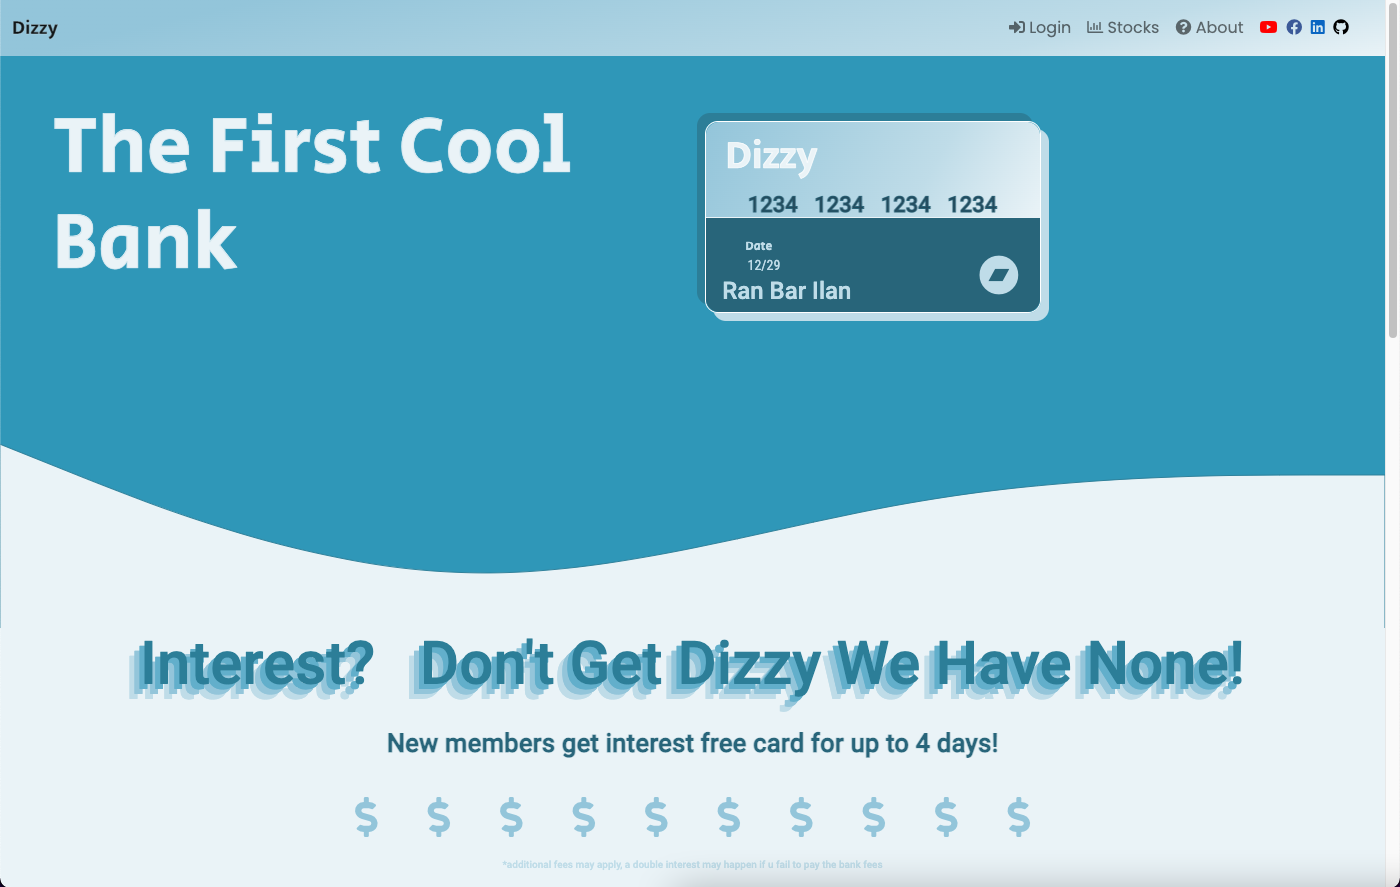 Dizzy
Login Stocks About
The First Cool
Bank
Dizzy
1234 1234 1234 1234
Date
12/29
Ran Bar Ilan
Interest? Don't Get Dizzy We Have None!
New members get interest free card for up to 4 days!
$ $ $ $ $ $ $ $ $ $
*additional fees may apply, a double interest may happen if u fail to pay the bank fees